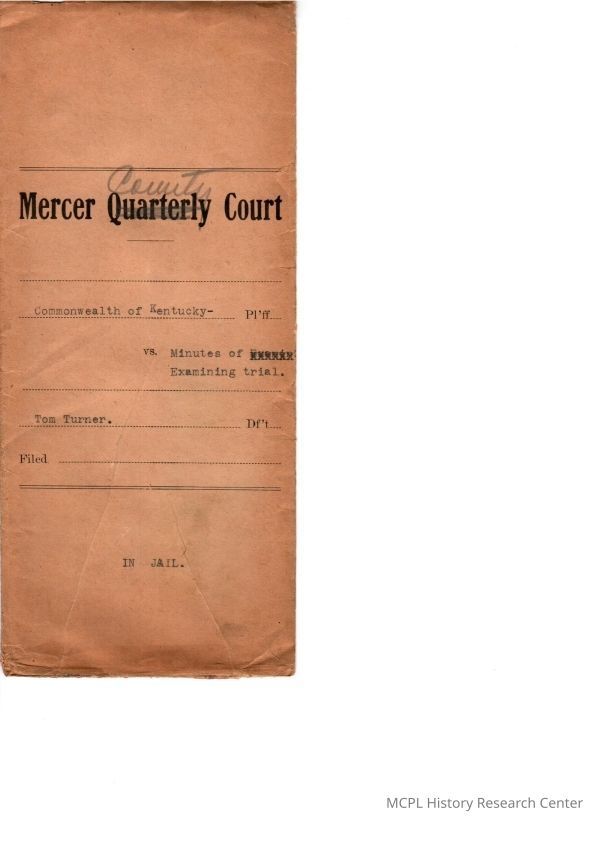 County
Mercer Quarterly Court
Commonwealth of Kentucky- Pl'ff
vs. Minutes of
Examining trial.
Tom Turner. Df't
Filed
IN JAIL.
MCPL History Research Center